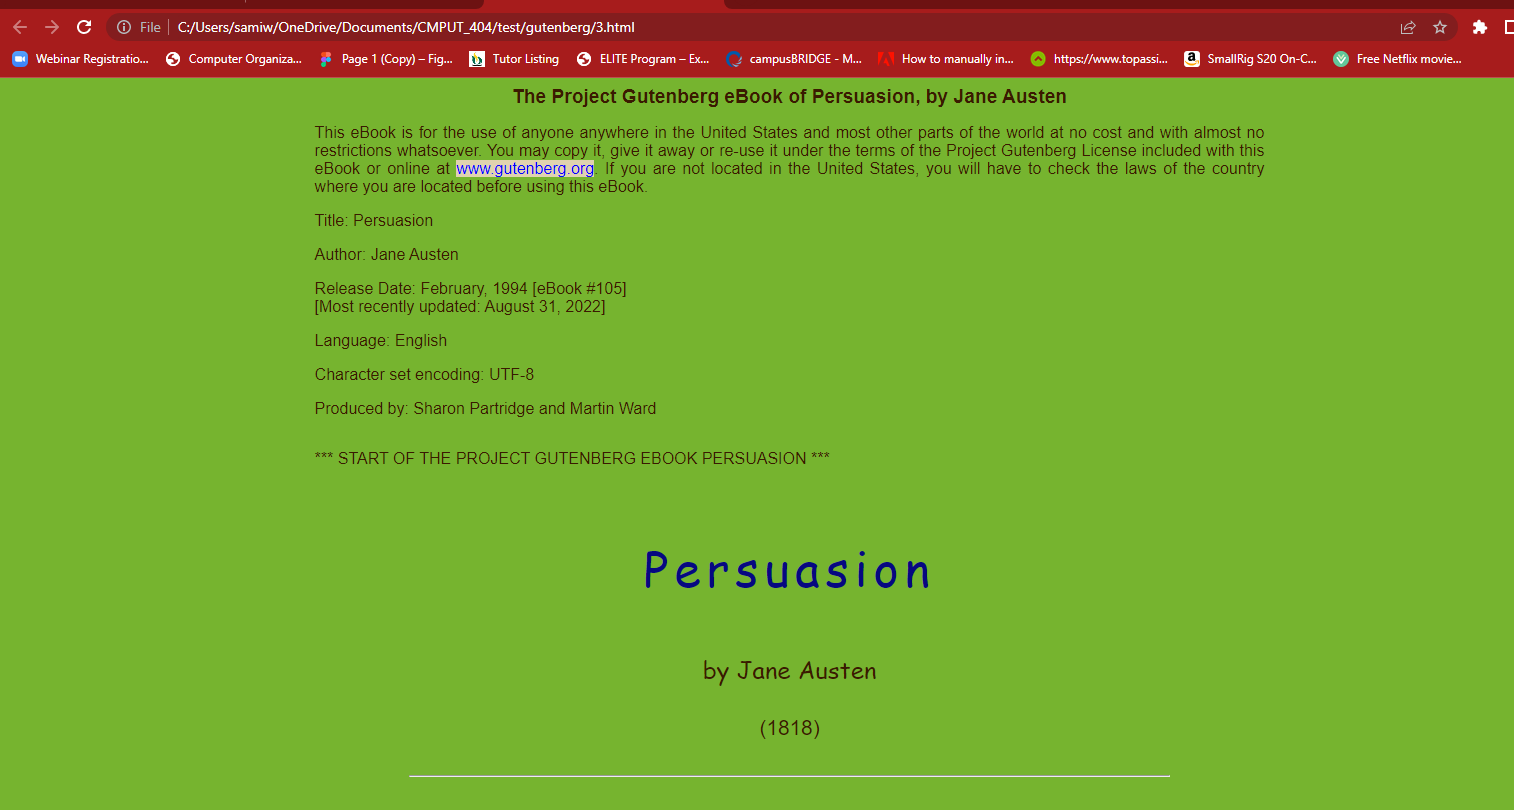 File
C:/Users/samiw/OneDrive/Documents/CMPUT_404/test/gutenberg/3.html
Webinar Registratio... Computer Organiza... Page 1 (Copy) – Fig... Tutor Listing ELITE Program – Ex... campusBRIDGE - M... How to manually in... https://www.topassi... SmallRig S20 On-C... Free Netflix movie...
The Project Gutenberg eBook of Persuasion, by Jane Austen
This eBook is for the use of anyone anywhere in the United States and most other parts of the world at no cost and with almost no
restrictions whatsoever. You may copy it, give it away or re-use it under the terms of the Project Gutenberg License included with this
eBook or online at www.gutenberg.org. If you are not located in the United States, you will have to check the laws of the country
where you are located before using this eBook.
Title: Persuasion
Author: Jane Austen
Release Date: February, 1994 [eBook #105]
[Most recently updated: August 31, 2022]
Language: English
Character set encoding: UTF-8
Produced by: Sharon Partridge and Martin Ward
*** START OF THE PROJECT GUTENBERG EBOOK PERSUASION ***
Persuasion
by Jane Austen
(1818)